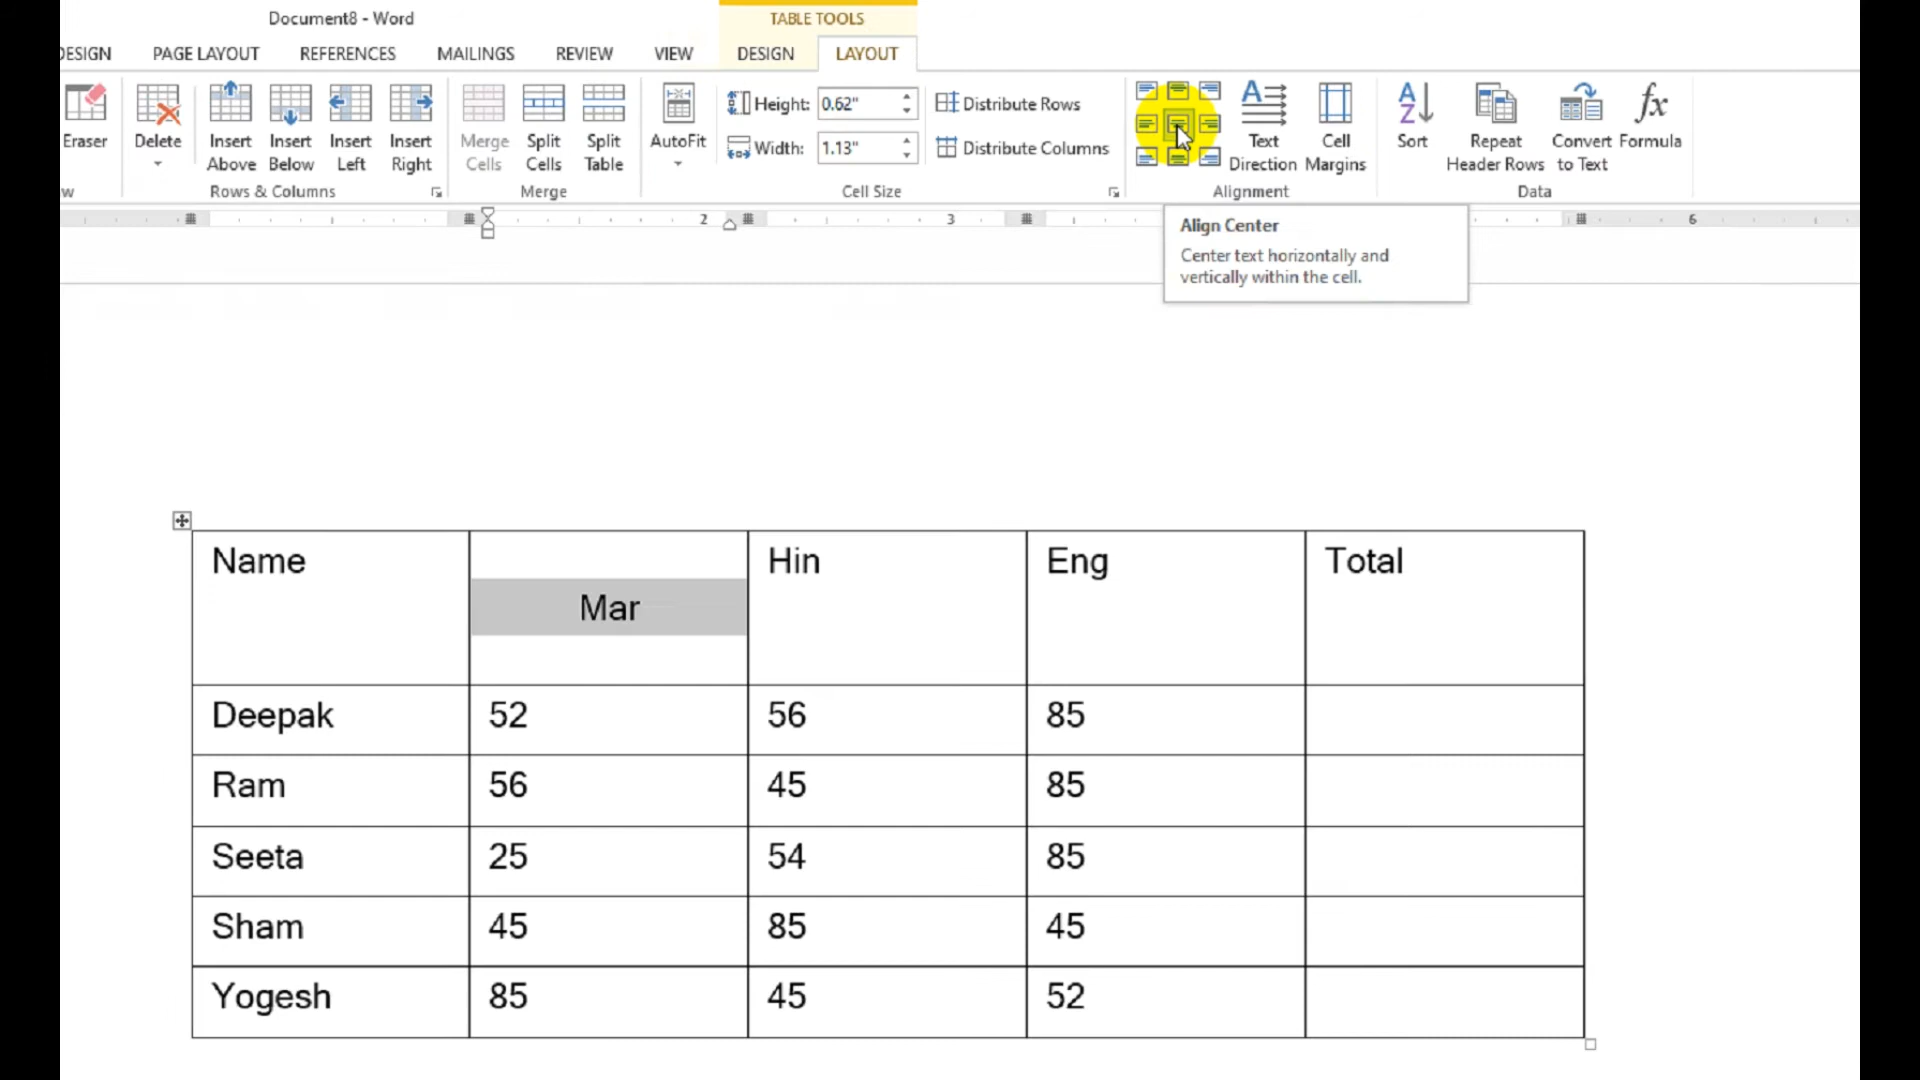 Document8 - Word
TABLE TOOLS
DESIGN
PAGE LAYOUT
REFERENCES
MAILINGS
REVIEW
VIEW
DESIGN
LAYOUT
Eraser
Delete
Insert Above
Insert Below
Insert Left
Insert Right
Merge Cells
Split Cells
Split Table
AutoFit
Height: 0.62"
Width: 1.13"
Distribute Rows
Distribute Columns
Text Direction
Cell Margins
Sort
Repeat Header Rows
Convert to Text
Formula
w
Rows & Columns
Merge
Cell Size
Alignment
Data
2 3 6
Align Center
Center text horizontally and
vertically within the cell.
Name Mar Hin Eng Total
Deepak 52 56 85
Ram 56 45 85
Seeta 25 54 85
Sham 45 85 45
Yogesh 85 45 52